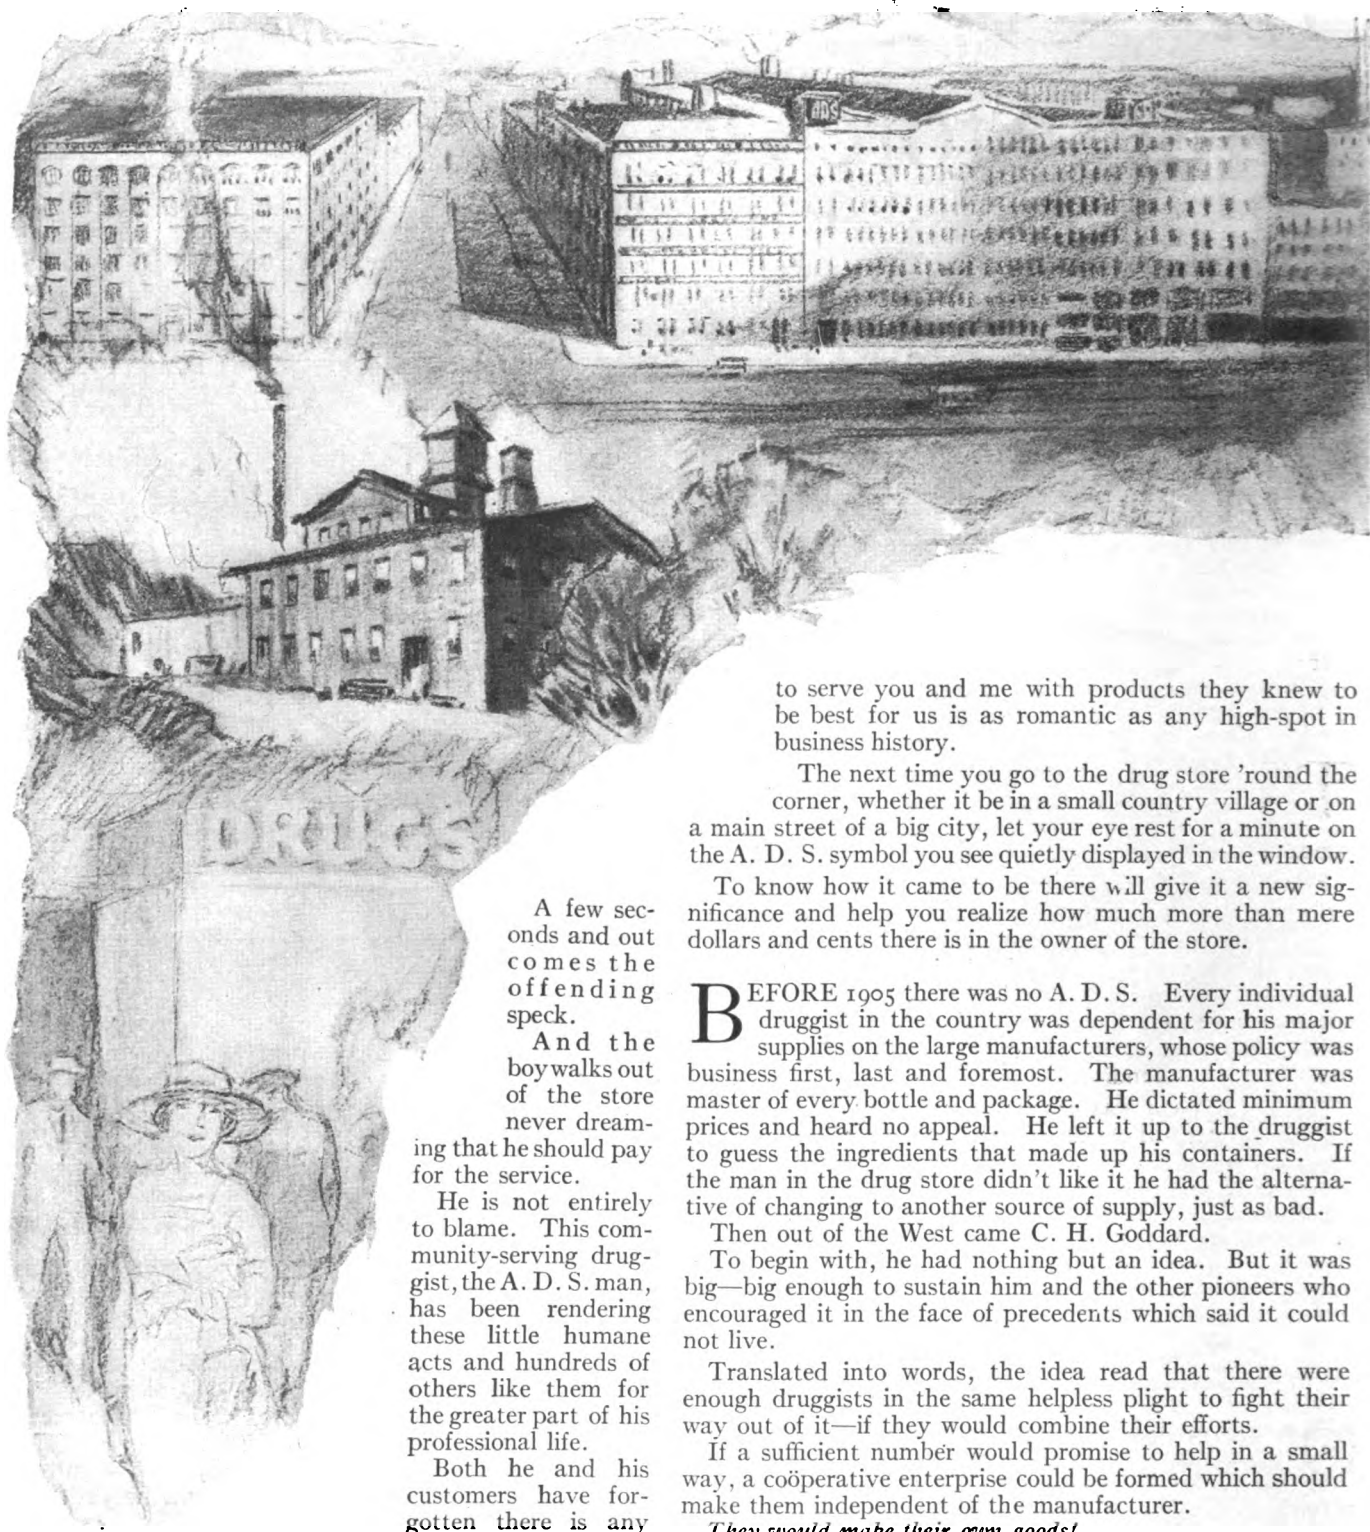 ADS
DRUGS
A few sec-
onds and out
comes the
offending
speck.
And the
boy walks out
of the store
never dream-
ing that he should pay
for the service.
He is not entirely
to blame. This com-
munity-serving drug-
gist, the A. D. S. man,
has been rendering
these little humane
acts and hundreds of
others like them for
the greater part of his
professional life.
Both he and his
customers have for-
gotten there is any
to serve you and me with products they knew to
be best for us is as romantic as any high-spot in
business history.
The next time you go to the drug store ’round the
corner, whether it be in a small country village or on
a main street of a big city, let your eye rest for a minute on
the A. D. S. symbol you see quietly displayed in the window.
To know how it came to be there will give it a new sig-
nificance and help you realize how much more than mere
dollars and cents there is in the owner of the store.
BEFORE 1905 there was no A. D. S. Every individual
druggist in the country was dependent for his major
supplies on the large manufacturers, whose policy was
business first, last and foremost. The manufacturer was
master of every bottle and package. He dictated minimum
prices and heard no appeal. He left it up to the druggist
to guess the ingredients that made up his containers. If
the man in the drug store didn’t like it he had the alterna-
tive of changing to another source of supply, just as bad.
Then out of the West came C. H. Goddard.
To begin with, he had nothing but an idea. But it was
big—big enough to sustain him and the other pioneers who
encouraged it in the face of precedents which said it could
not live.
Translated into words, the idea read that there were
enough druggists in the same helpless plight to fight their
way out of it—if they would combine their efforts.
If a sufficient number would promise to help in a small
way, a coöperative enterprise could be formed which should
make them independent of the manufacturer.
They would make their own goods!